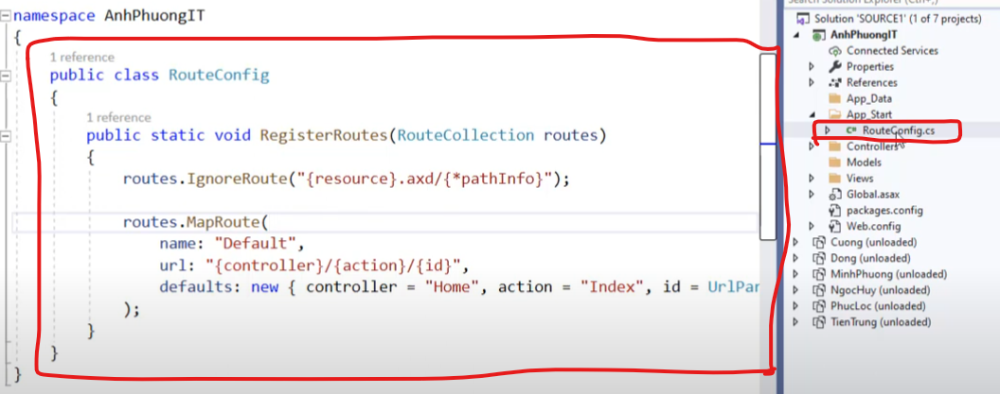 namespace AnhPhuongIT
{
1 reference
public class RouteConfig
{
1 reference
public static void RegisterRoutes(RouteCollection routes)
{
routes.IgnoreRoute("{resource}.axd/{*pathInfo}");
routes.MapRoute(
name: "Default",
url: "{controller}/{action}/{id}",
defaults: new { controller = "Home", action = "Index", id = UrlPar
);
}
}
}
Search Solution Explorer (Ctrl+;)
Solution 'SOURCE1' (1 of 7 projects)
AnhPhuongIT
Connected Services
Properties
References
App_Data
App_Start
C# RouteConfig.cs
Controllers
Models
Views
Global.asax
packages.config
Web.config
Cuong (unloaded)
Dong (unloaded)
MinhPhuong (unloaded)
NgocHuy (unloaded)
PhucLoc (unloaded)
TienTrung (unloaded)